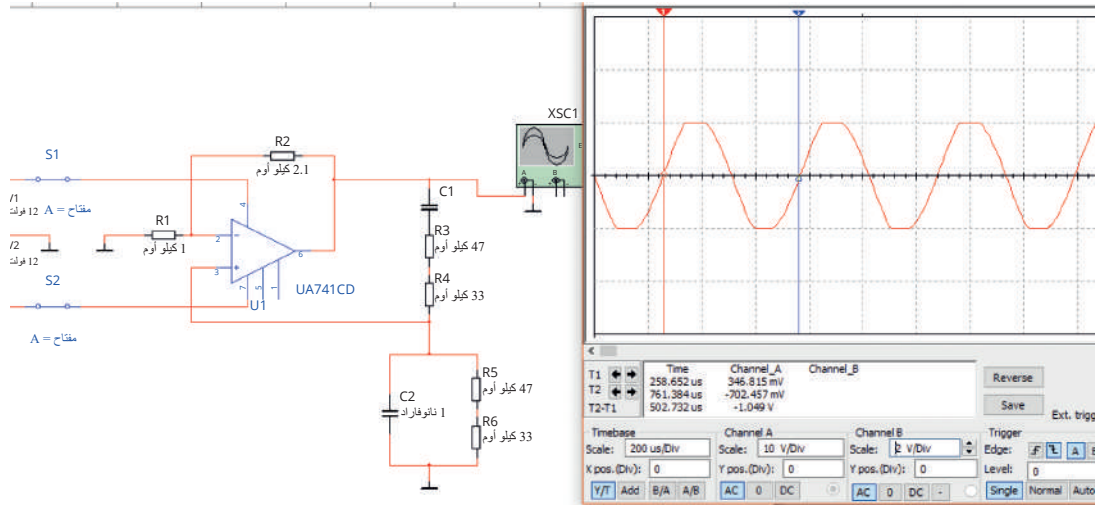 S1
مفتاح = A
V1
12 فولت
V2
12 فولت
S2
مفتاح = A
R1
1 كيلو أوم
R2
2.1 كيلو أوم
4
2
3
6
7
5
1
U1
UA741CD
C1
R3
47 كيلو أوم
R4
33 كيلو أوم
C2
1 نانوفاراد
R5
47 كيلو أوم
R6
33 كيلو أوم
XSC1
A
B
1
2
Time Channel_A Channel_B
T1 258.652 us 346.815 mV
T2 761.384 us -702.457 mV
T2-T1 502.732 us -1.049 V
Reverse
Save
Ext. trigg
Timebase
Scale: 200 us/Div
X pos.(Div): 0
Y/T Add B/A A/B
Channel A
Scale: 10 V/Div
Y pos.(Div): 0
AC 0 DC
Channel B
Scale: 2 V/Div
Y pos.(Div): 0
AC 0 DC -
Trigger
Edge: A B
Level: 0
Single Normal Auto